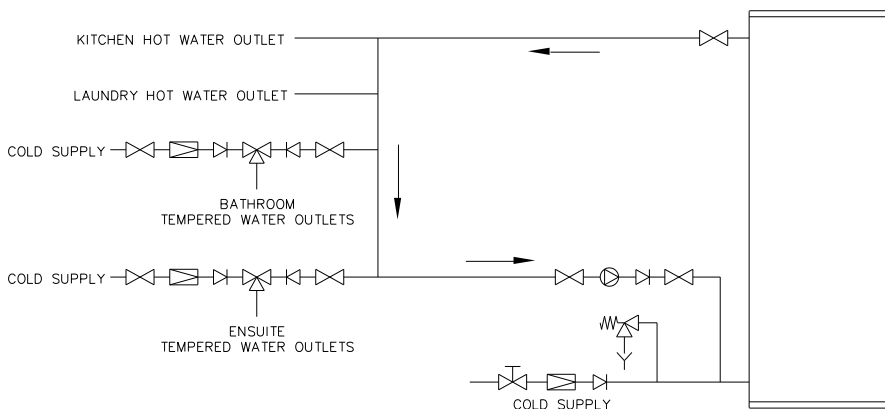 KITCHEN HOT WATER OUTLET
LAUNDRY HOT WATER OUTLET
COLD SUPPLY
BATHROOM
TEMPERED WATER OUTLETS
COLD SUPPLY
ENSUITE
TEMPERED WATER OUTLETS
COLD SUPPLY